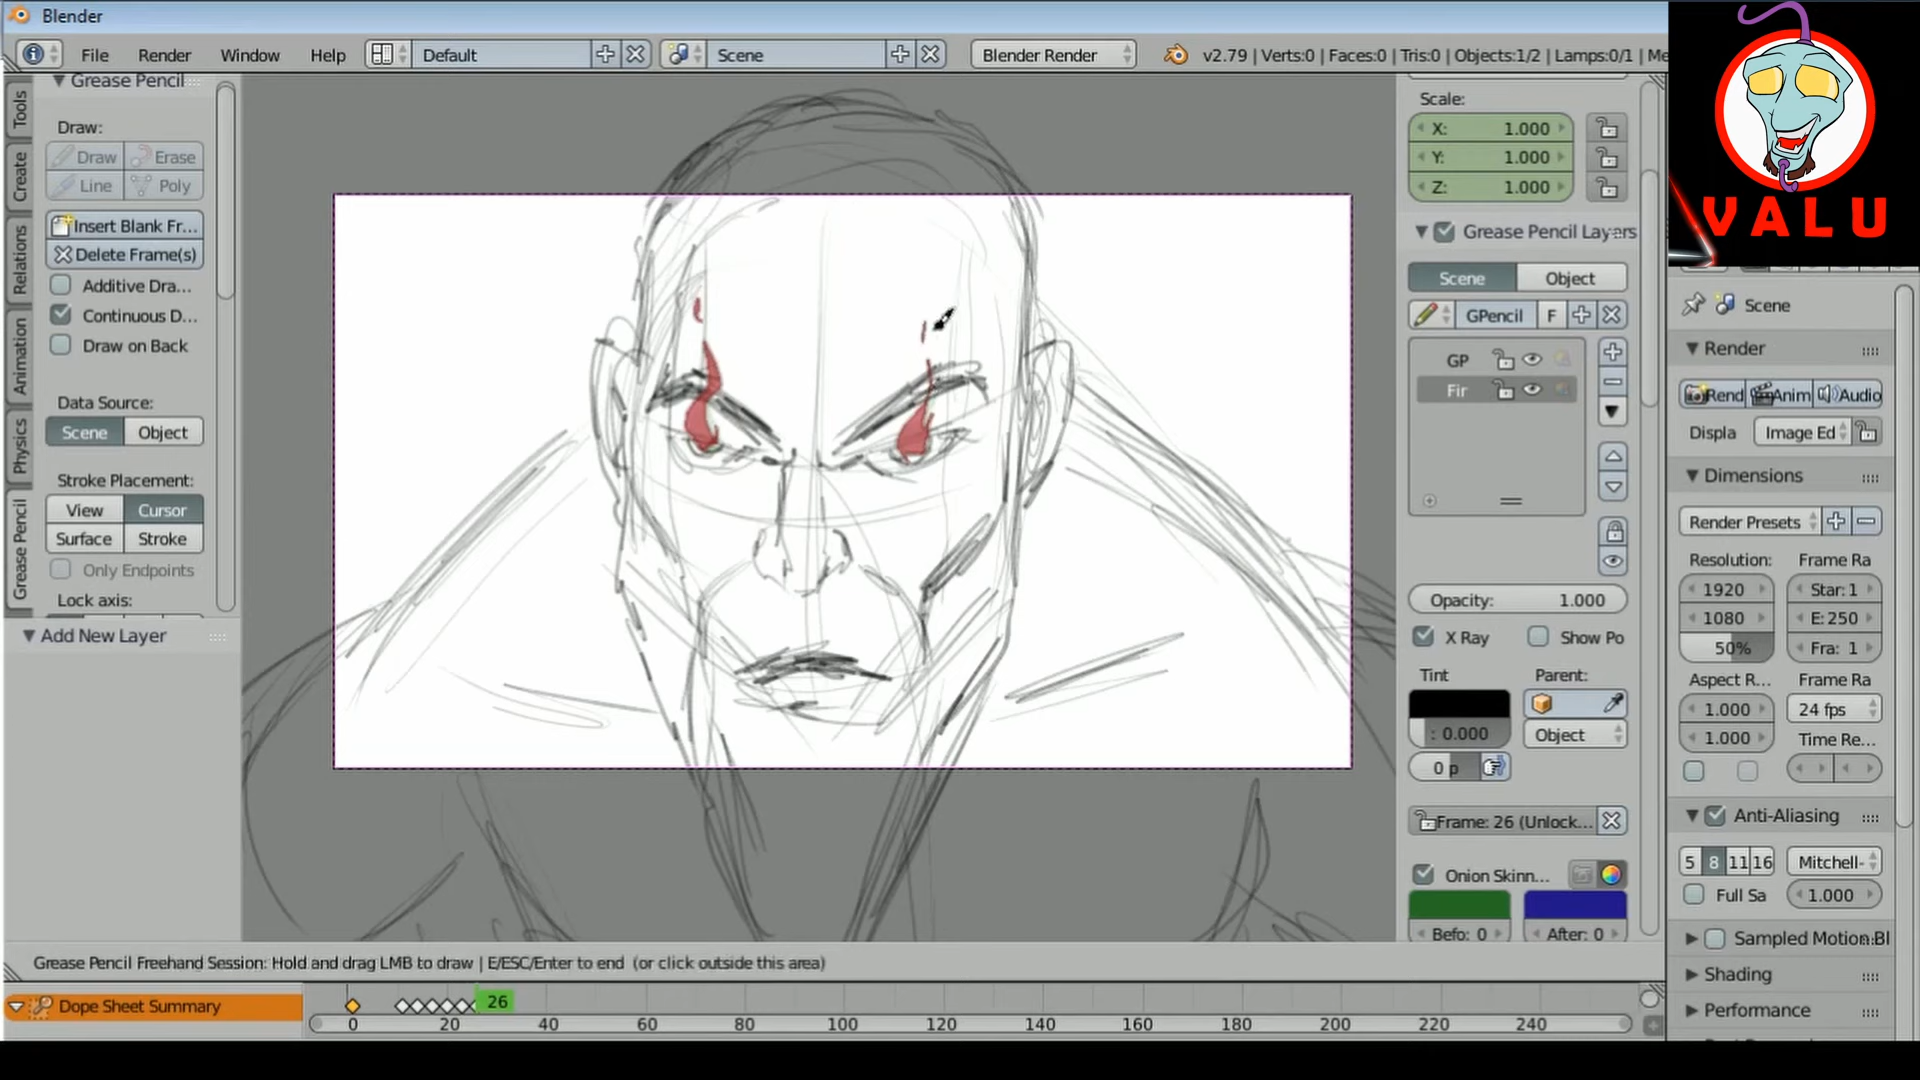 Blender
File Render Window Help Default Scene Blender Render v2.79 | Verts:0 | Faces:0 | Tris:0 | Objects:1/2 | Lamps:0/1 | Me
VALU
Tools
Create
Relations
Animation
Physics
Grease Pencil
Grease Pencil
Draw:
Draw Erase
Line Poly
Insert Blank Fr...
Delete Frame(s)
Additive Dra...
Continuous D...
Draw on Back
Data Source:
Scene Object
Stroke Placement:
View Cursor
Surface Stroke
Only Endpoints
Lock axis:
Add New Layer
Scale:
X: 1.000
Y: 1.000
Z: 1.000
Grease Pencil Layers
Scene Object
GPencil F
GP
Fir
Opacity: 1.000
X Ray Show Po
Tint Parent:
: 0.000 Object
0 p
Frame: 26 (Unlock...
Onion Skinn...
Befo: 0 After: 0
Scene
Render
Rend Anim Audio
Displa Image Ed
Dimensions
Render Presets
Resolution: Frame Ra
1920 Star: 1
1080 E: 250
50% Fra: 1
Aspect R... Frame Ra
1.000 24 fps
1.000 Time Re...
Anti-Aliasing
5 8 11 16 Mitchell-
Full Sa 1.000
Sampled Motion Bl
Shading
Performance
Grease Pencil Freehand Session: Hold and drag LMB to draw | E/ESC/Enter to end (or click outside this area)
Dope Sheet Summary
26
0 20 40 60 80 100 120 140 160 180 200 220 240